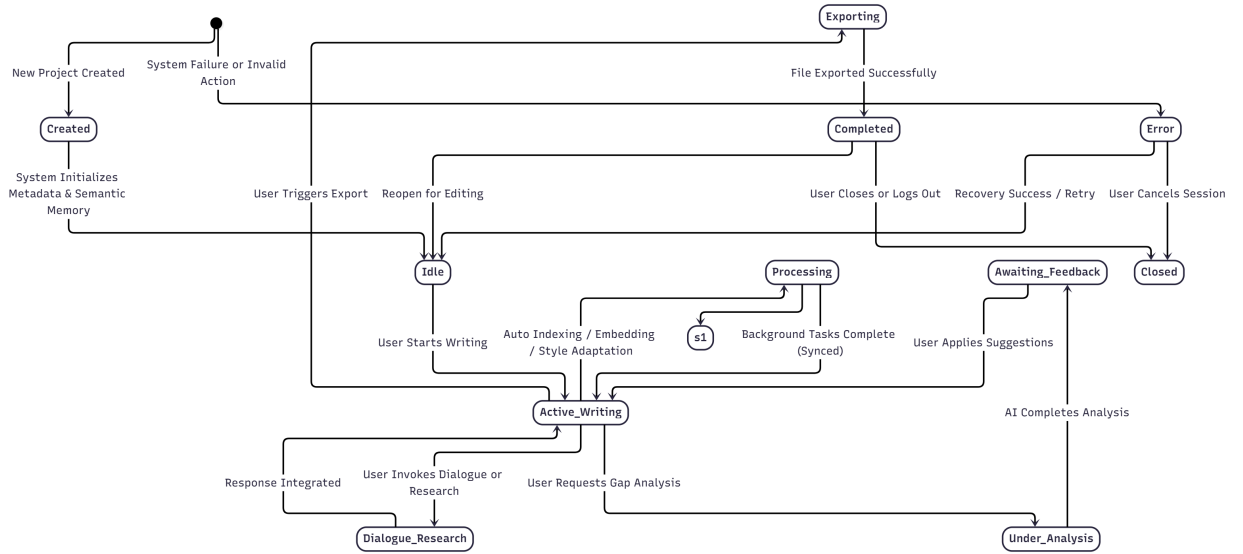 Exporting
New Project Created
System Failure or Invalid
Action
File Exported Successfully
Created
Completed
Error
System Initializes
Metadata & Semantic
Memory
User Triggers Export
Reopen for Editing
User Closes or Logs Out
Recovery Success / Retry
User Cancels Session
Idle
Processing
Awaiting_Feedback
Closed
s1
User Starts Writing
Auto Indexing / Embedding
/ Style Adaptation
Background Tasks Complete
(Synced)
User Applies Suggestions
Active_Writing
AI Completes Analysis
Response Integrated
User Invokes Dialogue or
Research
User Requests Gap Analysis
Dialogue_Research
Under_Analysis